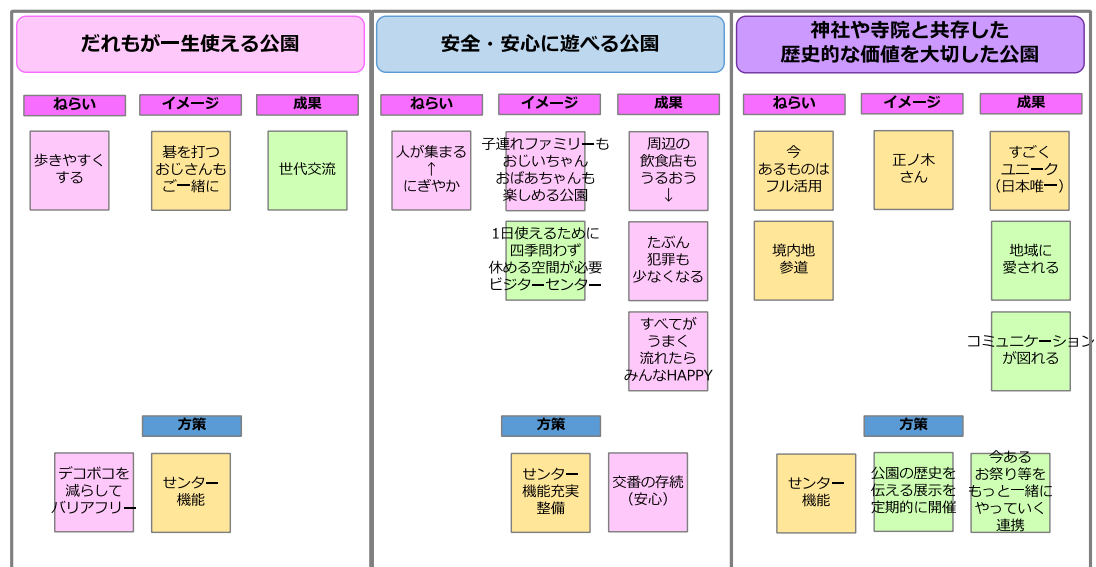 だれもが一生使える公園
ねらい
イメージ
成果
歩きやすく
する
碁を打つ
おじさんも
ご一緒に
世代交流
方策
デコボコを
減らして
バリアフリー
センター
機能
安全・安心に遊べる公園
ねらい
イメージ
成果
人が集まる
↑
にぎやか
子連れファミリーも
おじいちゃん
おばあちゃんも
楽しめる公園
周辺の
飲食店も
うるおう
↓
1日使えるために
四季問わず
休める空間が必要
ビジターセンター
たぶん
犯罪も
少なくなる
すべてが
うまく
流れたら
みんなHAPPY
方策
センター
機能充実
整備
交番の存続
（安心）
神社や寺院と共存した
歴史的な価値を大切した公園
ねらい
イメージ
成果
今
あるものは
フル活用
正ノ木
さん
すごく
ユニーク
（日本唯一）
境内地
参道
地域に
愛される
コミュニケーション
が図れる
方策
センター
機能
公園の歴史を
伝える展示を
定期的に開催
今ある
お祭り等を
もっと一緒に
やっていく
連携